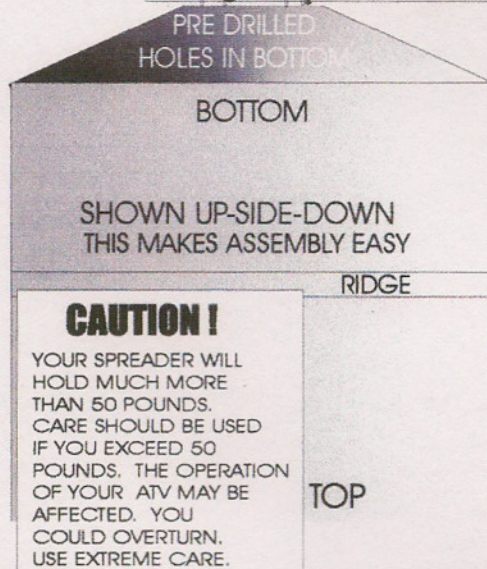 PRE DRILLED
HOLES IN BOTTOM
BOTTOM
SHOWN UP-SIDE-DOWN
THIS MAKES ASSEMBLY EASY
RIDGE
CAUTION !
YOUR SPREADER WILL
HOLD MUCH MORE
THAN 50 POUNDS.
CARE SHOULD BE USED
IF YOU EXCEED 50
POUNDS. THE OPERATION
OF YOUR ATV MAY BE
AFFECTED. YOU
COULD OVERTURN.
USE EXTREME CARE.
TOP